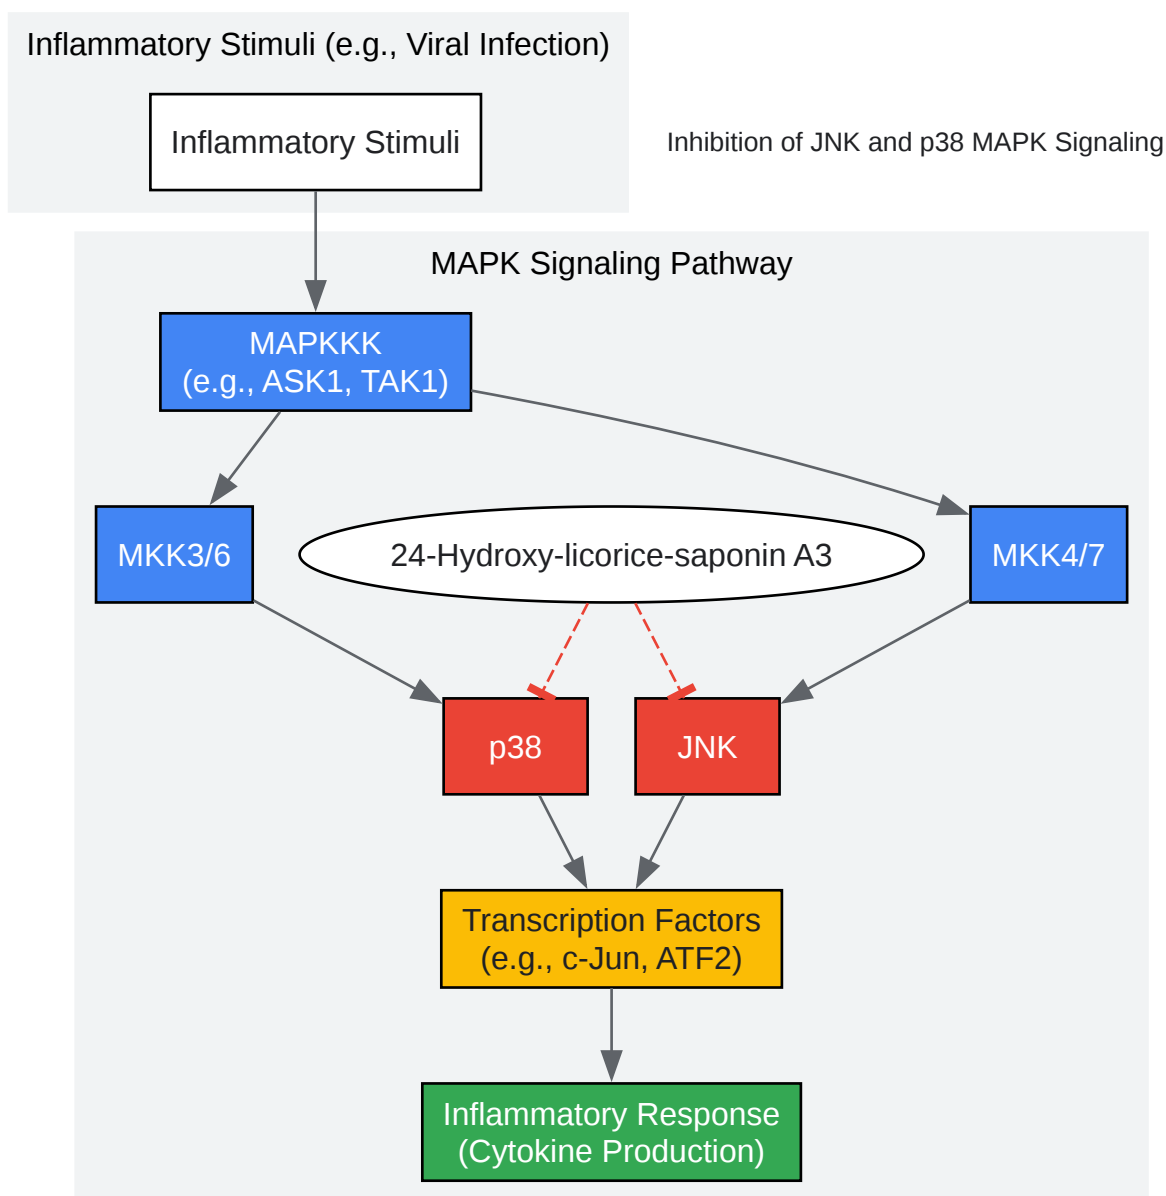 Inflammatory Stimuli (e.g., Viral Infection)
Inflammatory Stimuli
Inhibition of JNK and p38 MAPK Signaling
MAPK Signaling Pathway
MAPKKK
(e.g., ASK1, TAK1)
MKK3/6
24-Hydroxy-licorice-saponin A3
MKK4/7
p38
JNK
Transcription Factors
(e.g., c-Jun, ATF2)
Inflammatory Response
(Cytokine Production)